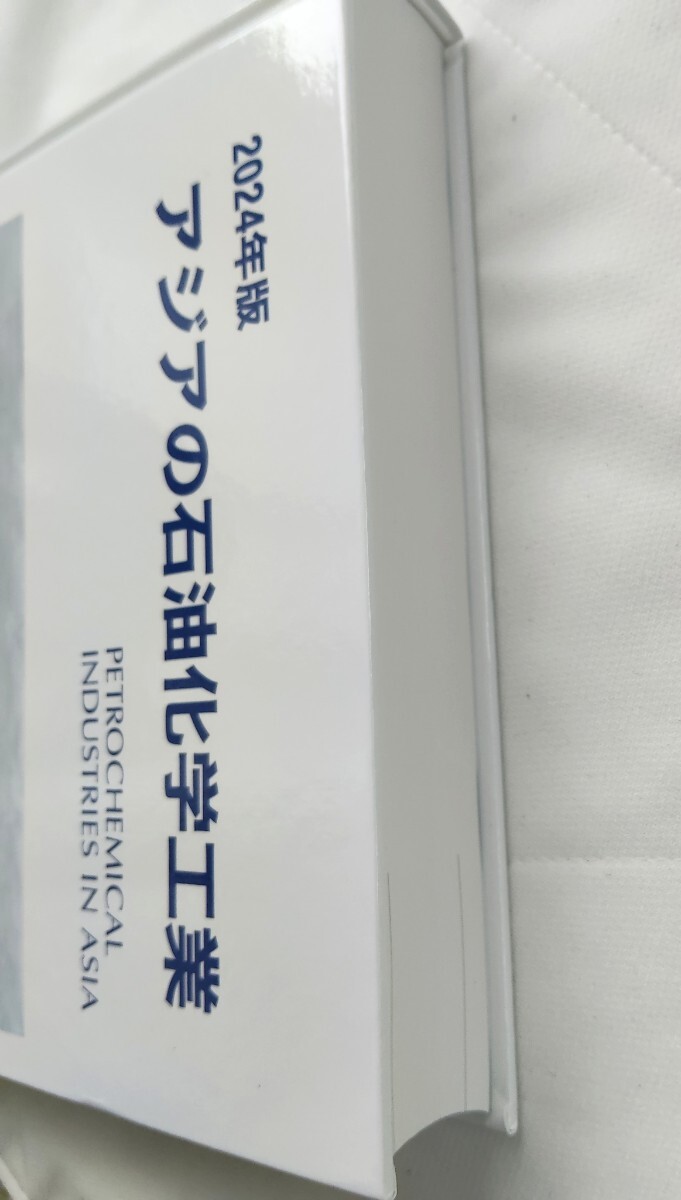 2024年版
アジアの石油化学工業
PETROCHEMICAL
INDUSTRIES IN ASIA